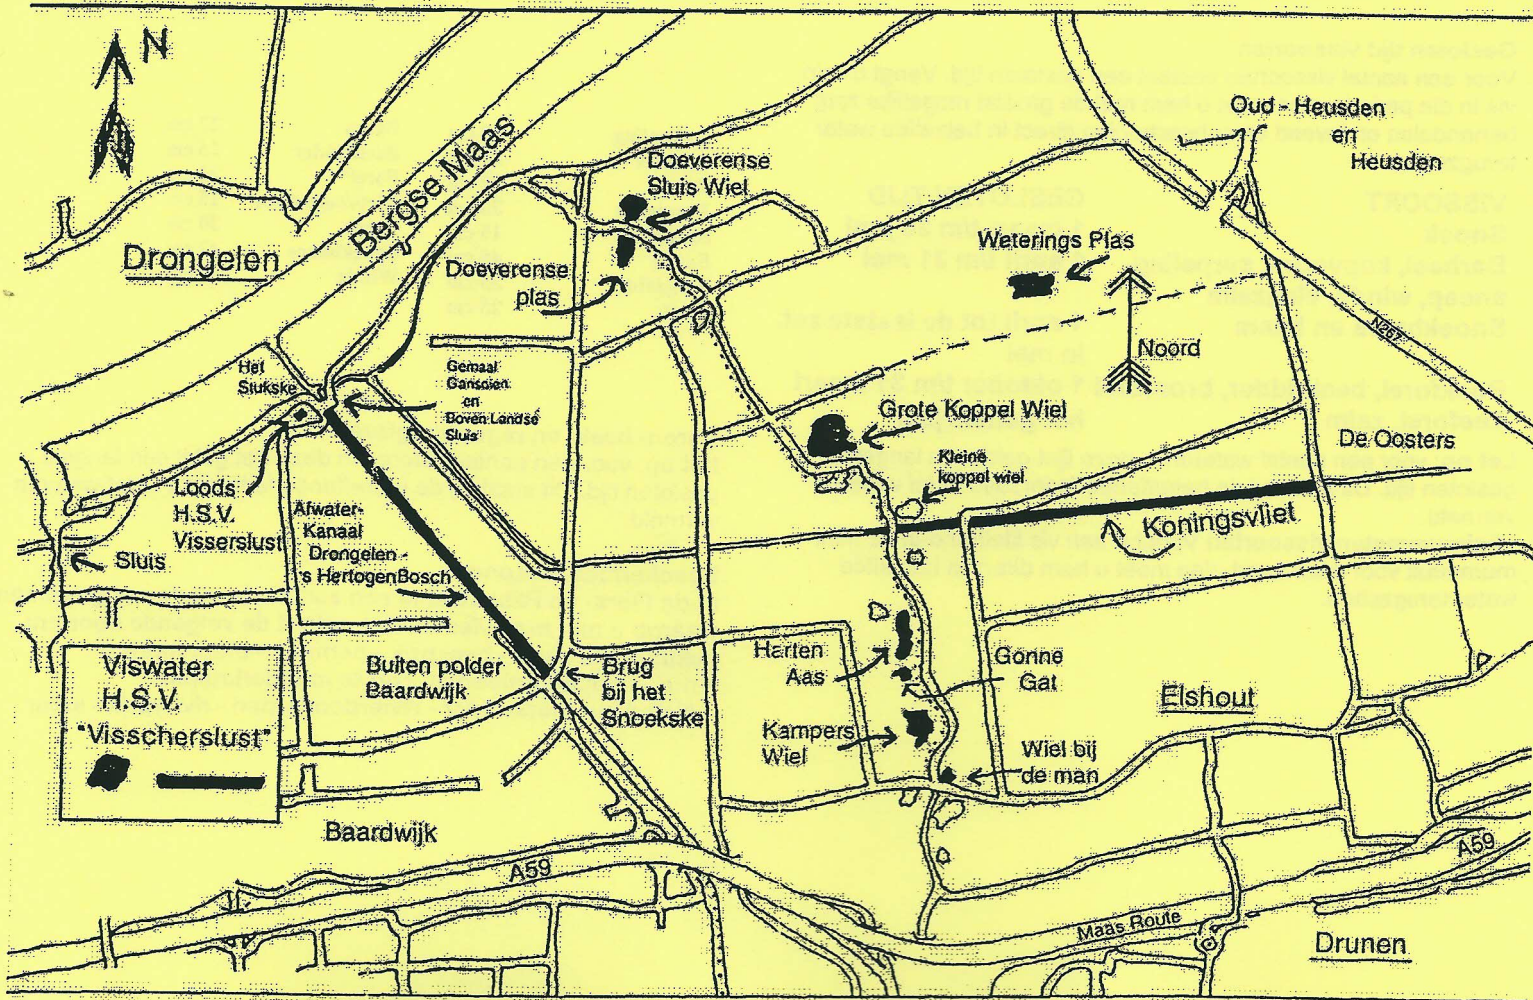 N
Bergse Maas
Drongelen
Doeverense
Sluis Wiel
Doeverense
plas
Oud - Heusden
en
Heusden
Weterings Plas
Noord
N267
Het
Stukske
Gemaal
Gansoien
en
Boven Landse
Sluis
Grote Koppel Wiel
Kleine
koppel wiel
De Oosters
Koningsvliet
Loods
H.S.V.
Visserslust
Afwater-
Kanaal
Drongelen -
's HertogenBosch
Sluis
Viswater
H.S.V.
"Visscherslust"
Buiten polder
Baardwijk
Brug
bij het
Snoekske
Harten
Aas
Gonne
Gat
Kampers
Wiel
Wiel bij
de man
Elshout
Baardwijk
A59
A59
Maas Route
Drunen